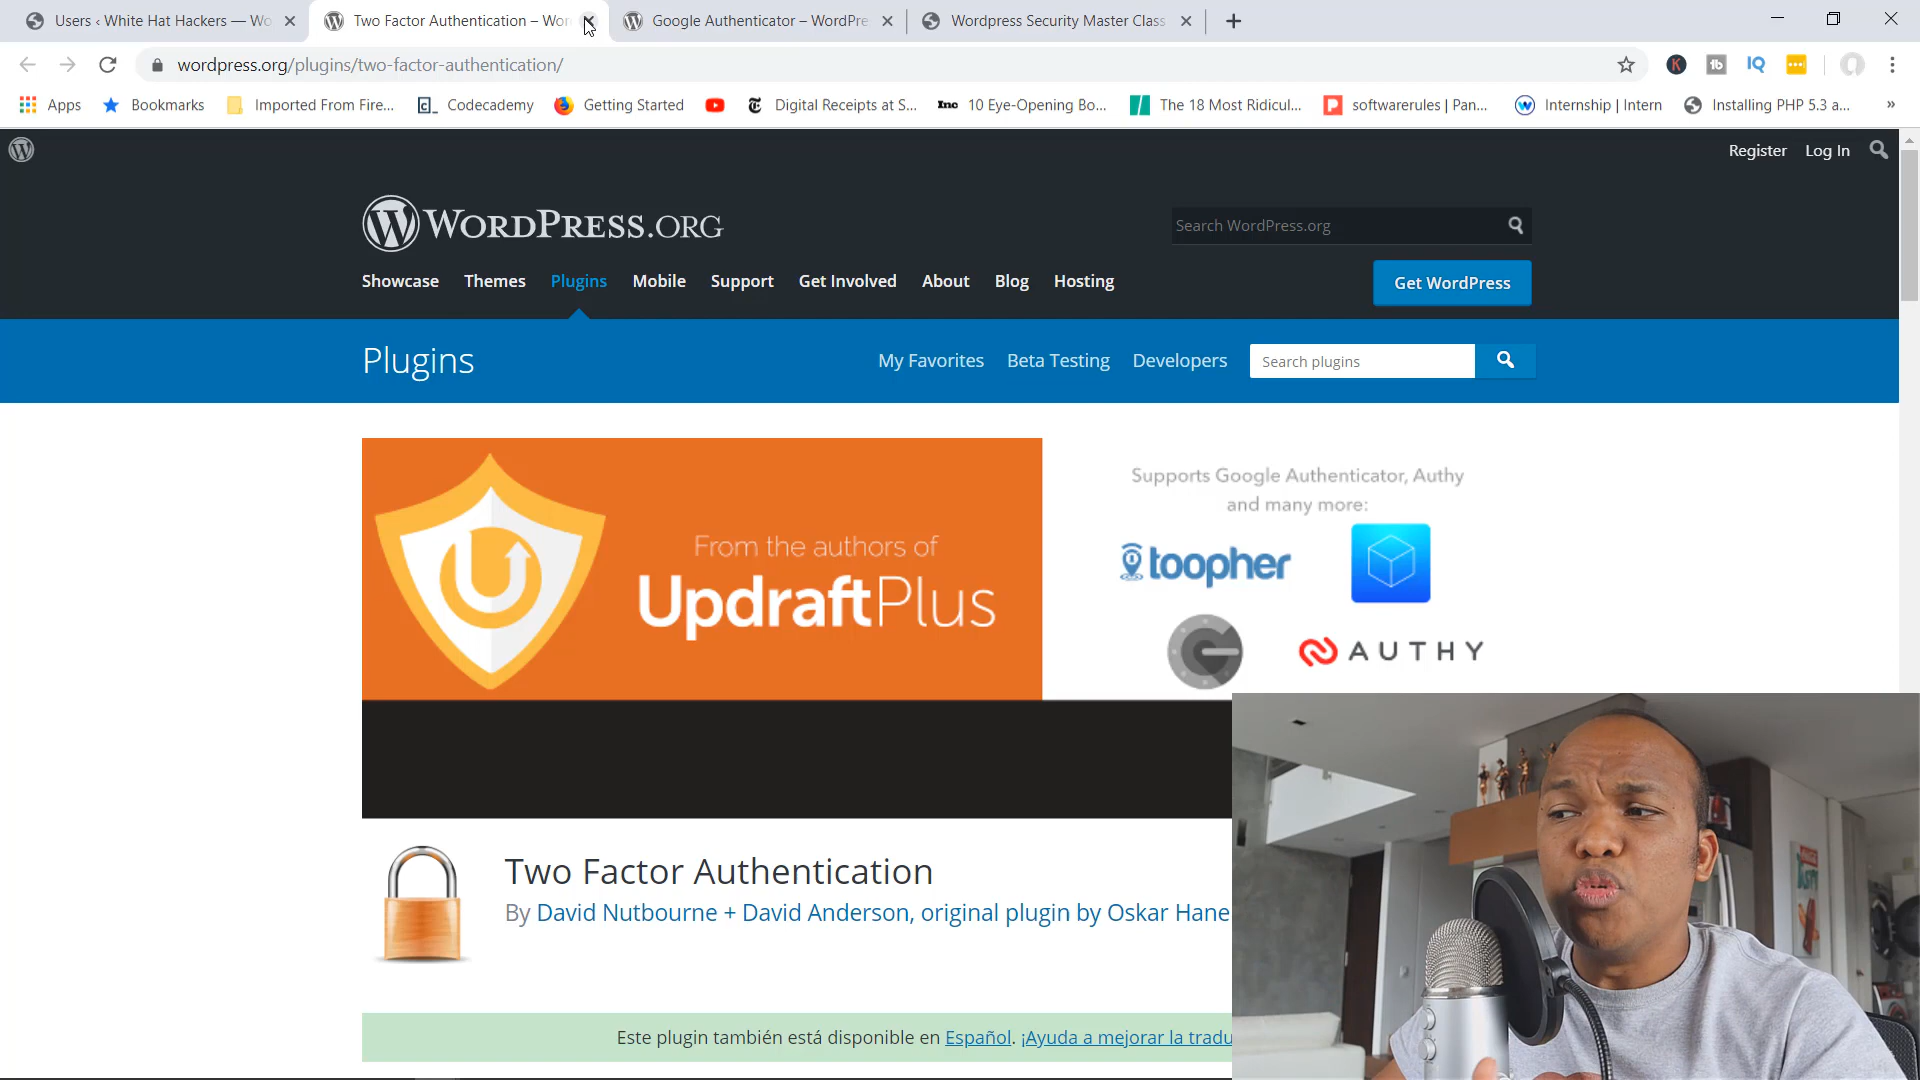 Users ‹ White Hat Hackers — Wo
Two Factor Authentication – Wor
Google Authenticator – WordPre
Wordpress Security Master Class
wordpress.org/plugins/two-factor-authentication/
Apps
Bookmarks
Imported From Fire...
Codecademy
Getting Started
Digital Receipts at S...
Inc
10 Eye-Opening Bo...
The 18 Most Ridicul...
softwarerules | Pan...
Internship | Intern
Installing PHP 5.3 a...
»
Register Log In
WORDPRESS.ORG
Search WordPress.org
Showcase Themes Plugins Mobile Support Get Involved About Blog Hosting
Get WordPress
Plugins
My Favorites Beta Testing Developers
Search plugins
From the authors of
UpdraftPlus
Supports Google Authenticator, Authy
and many more:
toopher
AUTHY
Two Factor Authentication
By David Nutbourne + David Anderson, original plugin by Oskar Hane
Este plugin también está disponible en Español. ¡Ayuda a mejorar la tradu